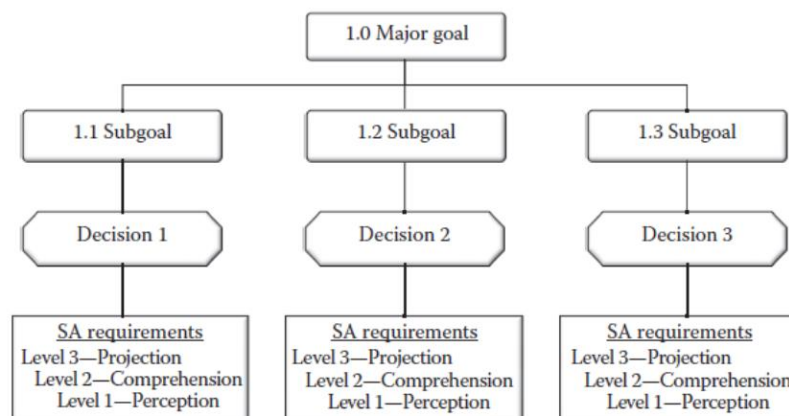 1.0 Major goal
1.1 Subgoal
1.2 Subgoal
1.3 Subgoal
Decision 1
Decision 2
Decision 3
SA requirements
Level 3—Projection
Level 2—Comprehension
Level 1—Perception
SA requirements
Level 3—Projection
Level 2—Comprehension
Level 1—Perception
SA requirements
Level 3—Projection
Level 2—Comprehension
Level 1—Perception